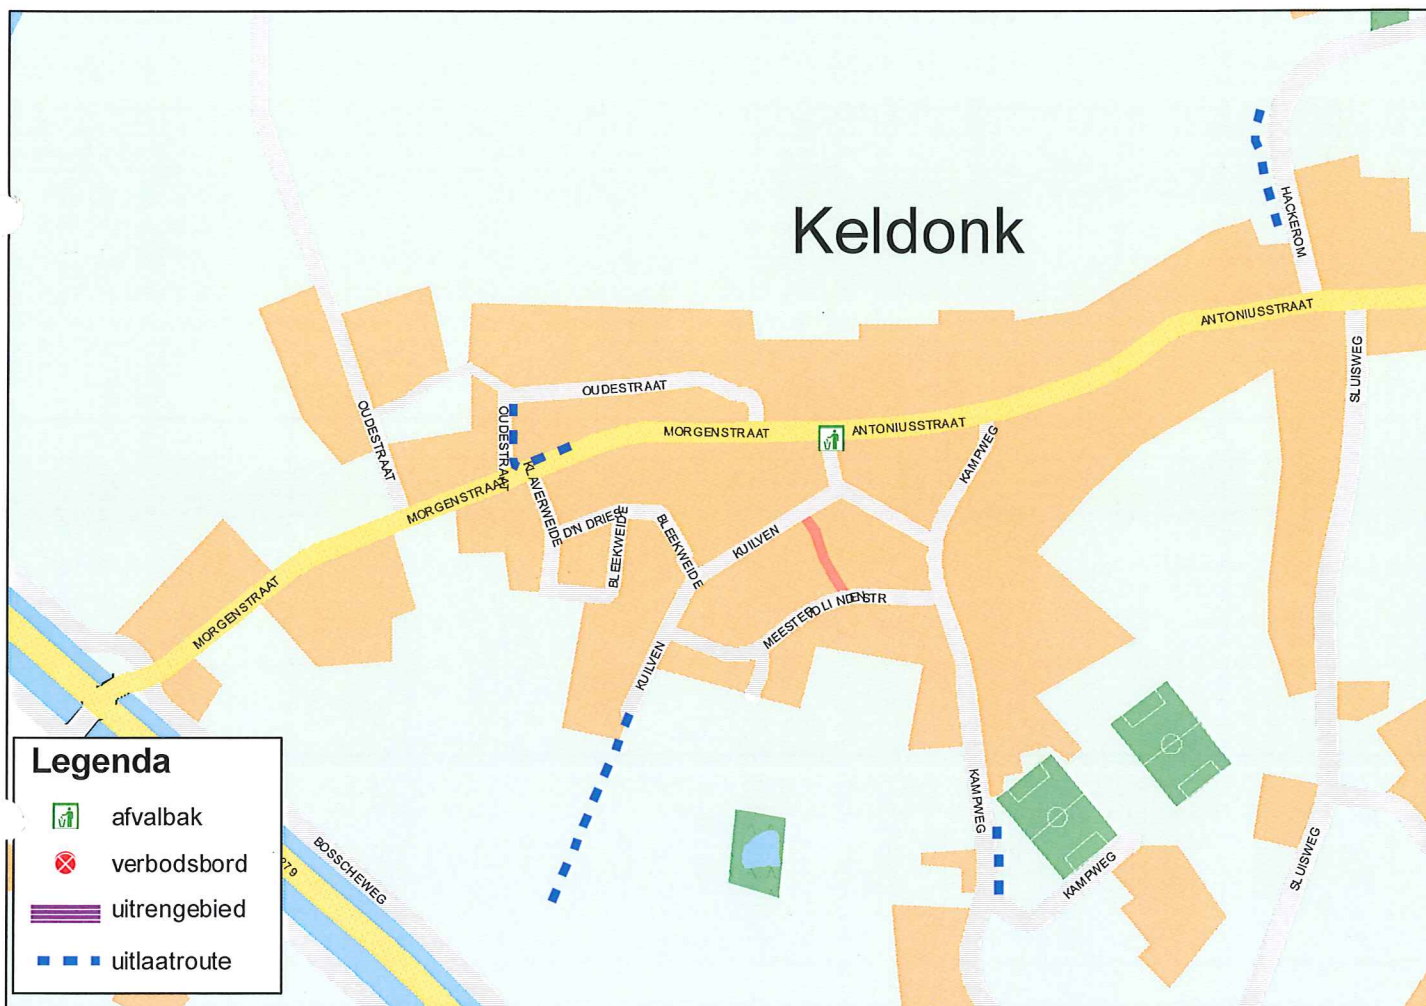 Keldonk
HACKEROM
ANTONIUSSTRAAT
SLUISWEG
OUDESTRAAT
OUDESTRAAT
OUDESTRAAT
MORGENSTRAAT
ANTONIUSSTRAAT
KAMPWEG
MORGENSTRAAT
KLAVERWEIDE
D'N DRIES
BLEEKWEIDE
BLEEKWEIDE
KUILVEN
MEESTER
LINDENSTR
MORGENSTRAAT
KUILVEN
KAMPWEG
KAMPWEG
SLUISWEG
BOSSCHEWEG
279
Legenda
afvalbak
verbodsbord
uitrengebied
uitlaatroute